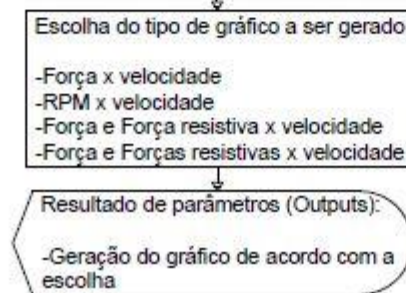 Escolha do tipo de gráfico a ser gerado
-Força x velocidade
-RPM x velocidade
-Força e Força resistiva x velocidade
-Força e Forças resistivas x velocidade
Resultado de parâmetros (Outputs):
-Geração do gráfico de acordo com a
escolha